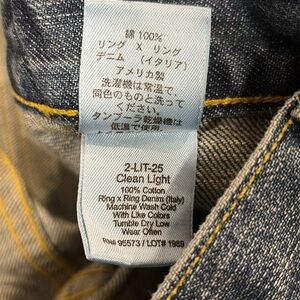 綿 100%
リング X リング
デニム (イタリア)
アメリカ製
洗濯機は常温で、
同色のものと洗って
ください。
タンブーラ乾燥機は
低温で使用。
2-LIT-25
Clean Light
100% Cotton
Ring x Ring Denim (Italy)
Machine Wash Cold
With Like Colors
Tumble Dry Low
Wear Often
RN# 95573 / LOT# 1989